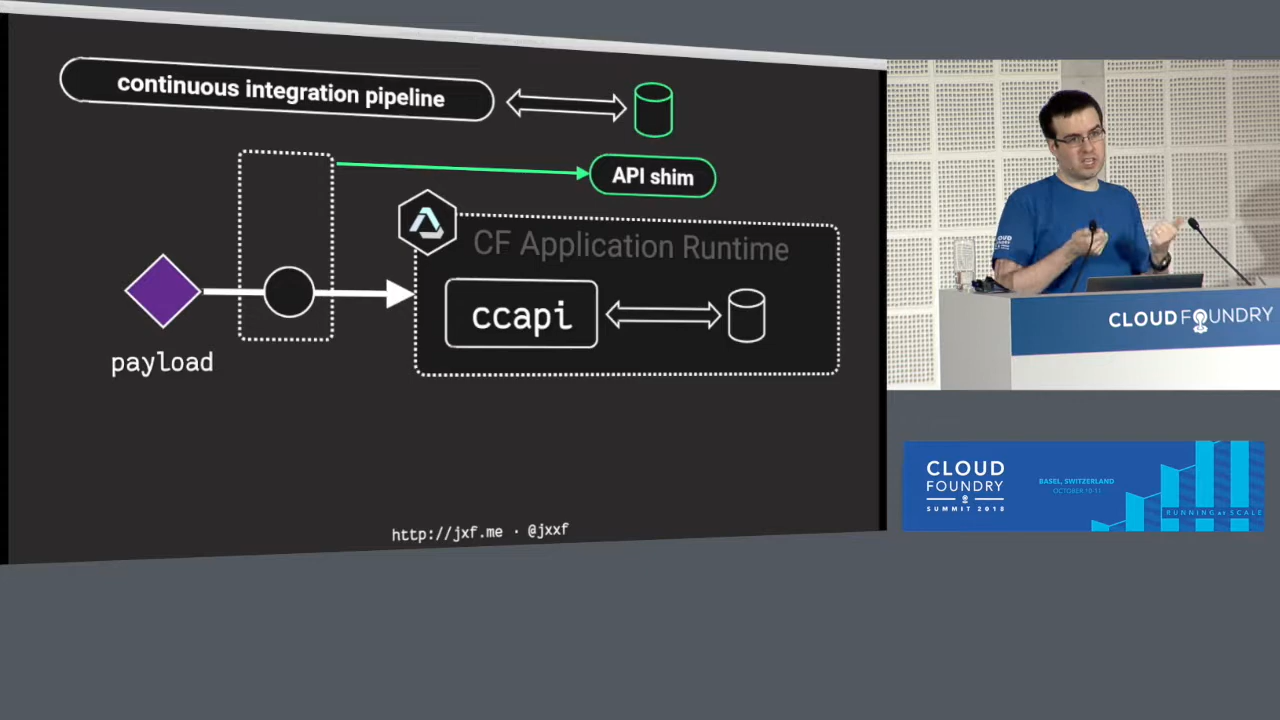 continuous integration pipeline
API shim
CF Application Runtime
ccapi
payload
http://jxf.me · @jxxf
CLOUD FOUNDRY
CLOUD
FOUNDRY
SUMMIT 2018
BASEL, SWITZERLAND
OCTOBER 10-11
RUNNING at SCALE